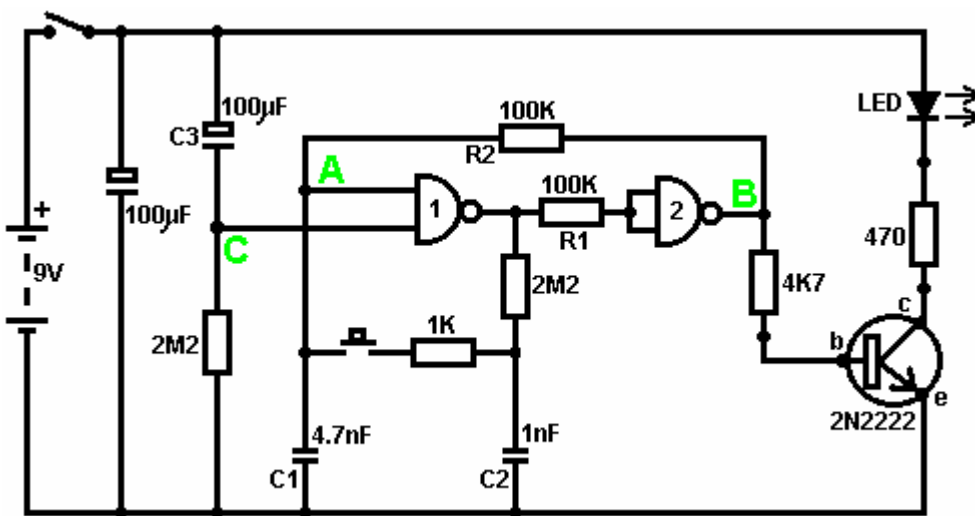 100µF
C3
100µF
+
9V
2M2
A
C
B
100K
R2
1
100K
R1
2
2M2
1K
4.7nF
C1
1nF
C2
4K7
LED
470
c
b
e
2N2222